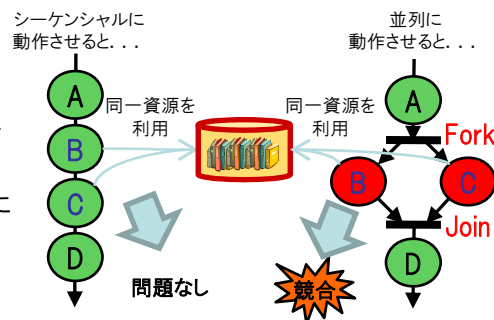 シーケンシャルに
動作させると．．．
A
B
C
D
同一資源を
利用
問題なし
に
並列に
動作させると．．．
同一資源を
利用
A
Fork
B
C
Join
D
競合